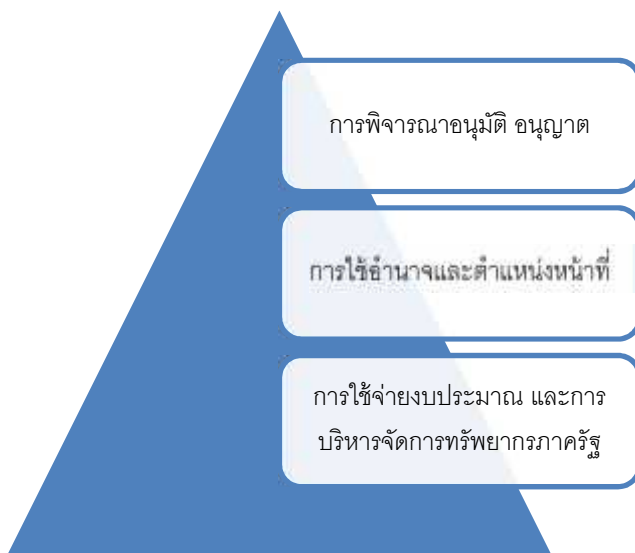 การพิจารณาอนุมัติ อนุญาต
การใช้อำนาจและตำแหน่งหน้าที่
การใช้จ่ายงบประมาณ และการ
บริหารจัดการทรัพยากรภาครัฐ